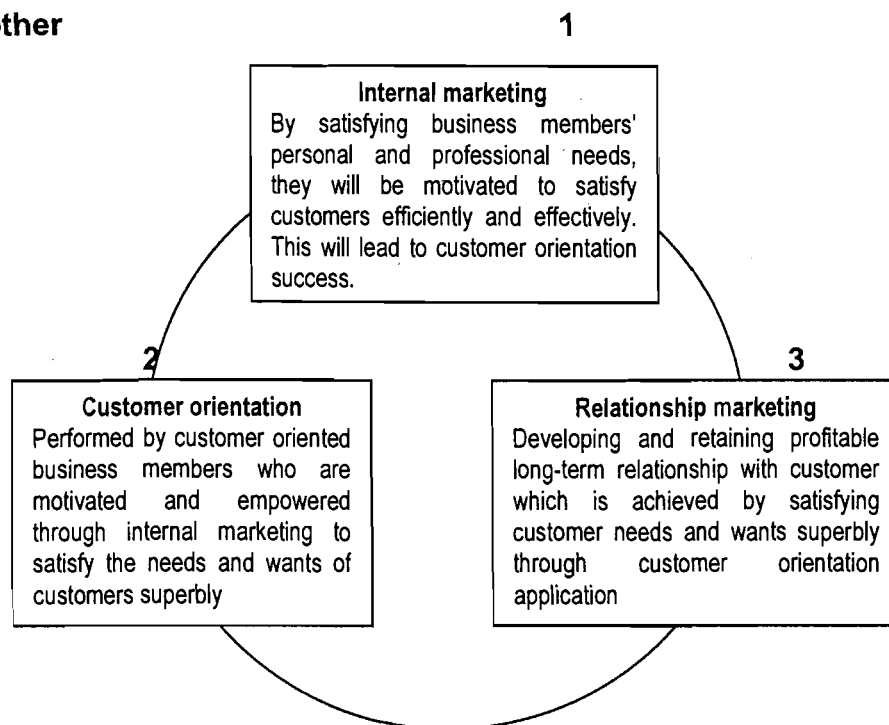 1
Internal marketing
By satisfying business members'
personal and professional needs,
they will be motivated to satisfy
customers efficiently and effectively.
This will lead to customer orientation
success.
2
Customer orientation
Performed by customer oriented
business members who are
motivated and empowered
through internal marketing to
satisfy the needs and wants of
customers superbly
3
Relationship marketing
Developing and retaining profitable
long-term relationship with customer
which is achieved by satisfying
customer needs and wants superbly
through customer orientation
application